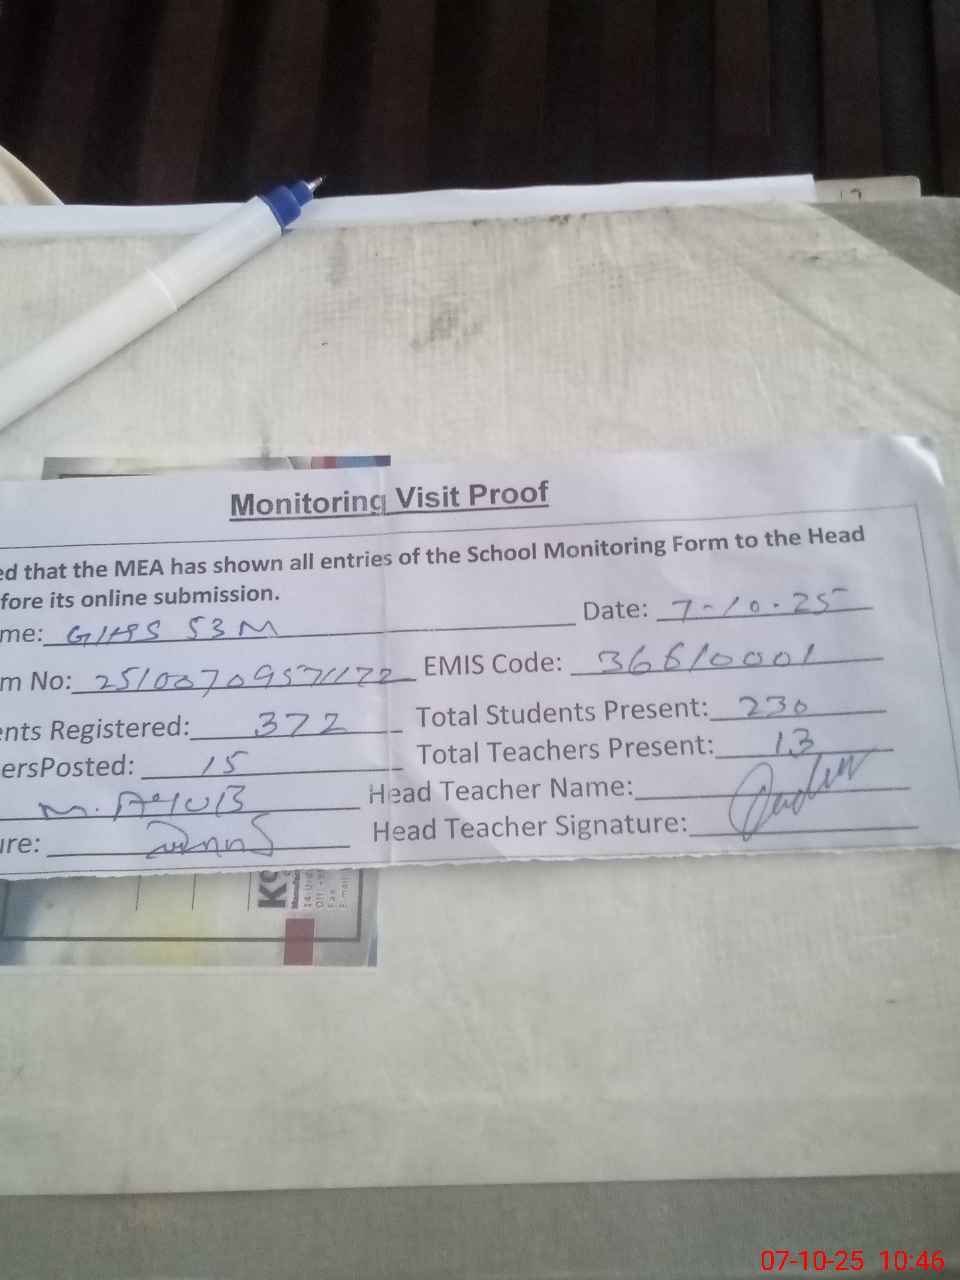 Monitoring Visit Proof
ed that the MEA has shown all entries of the School Monitoring Form to the Head
fore its online submission.
me: GHSS 53M Date: 7-10-25
m No: EMIS Code: 36610001
ents Registered: 372 Total Students Present: 230
ersPosted: 15 Total Teachers Present: 13
M. AYUB Head Teacher Name:
ure: Head Teacher Signature:
07-10-25 10:46